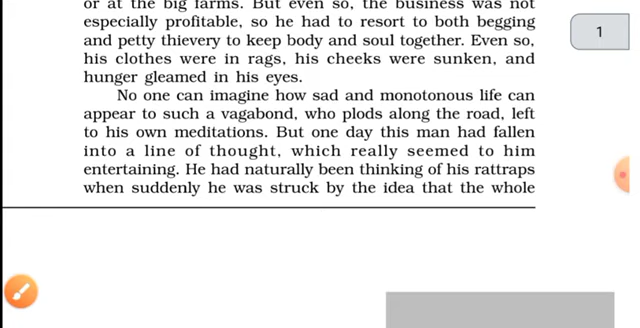 or at the big farms. But even so, the business was not
especially profitable, so he had to resort to both begging
and petty thievery to keep body and soul together. Even so,
his clothes were in rags, his cheeks were sunken, and
hunger gleamed in his eyes.
No one can imagine how sad and monotonous life can
appear to such a vagabond, who plods along the road, left
to his own meditations. But one day this man had fallen
into a line of thought, which really seemed to him
entertaining. He had naturally been thinking of his rattraps
when suddenly he was struck by the idea that the whole
1